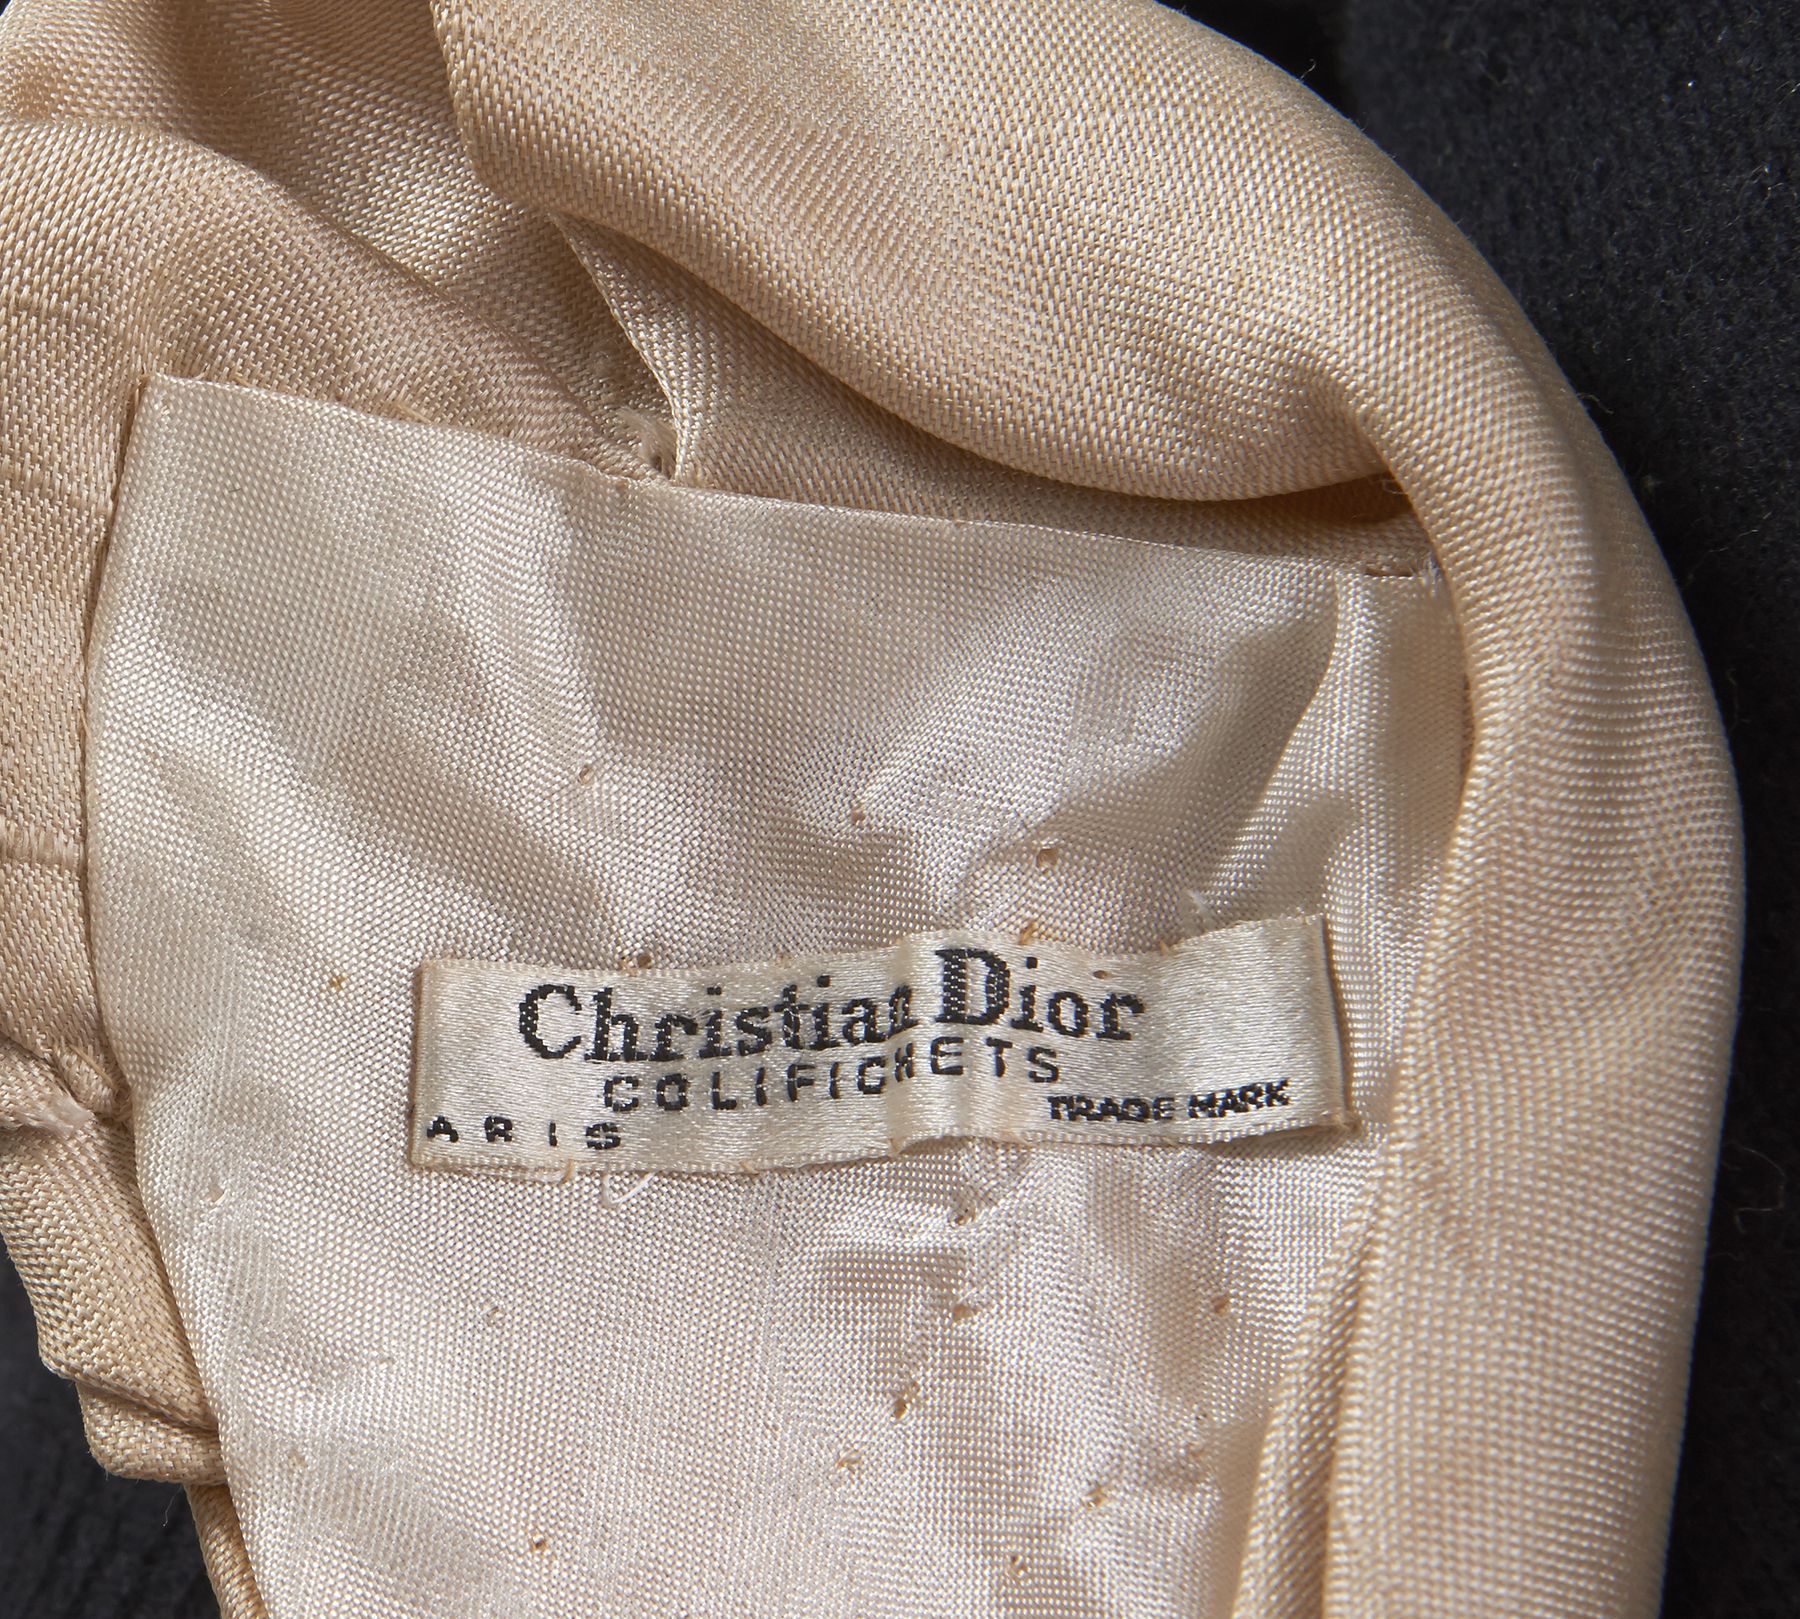 Christian Dior
COLIFICHETS
ARIS TRADE MARK